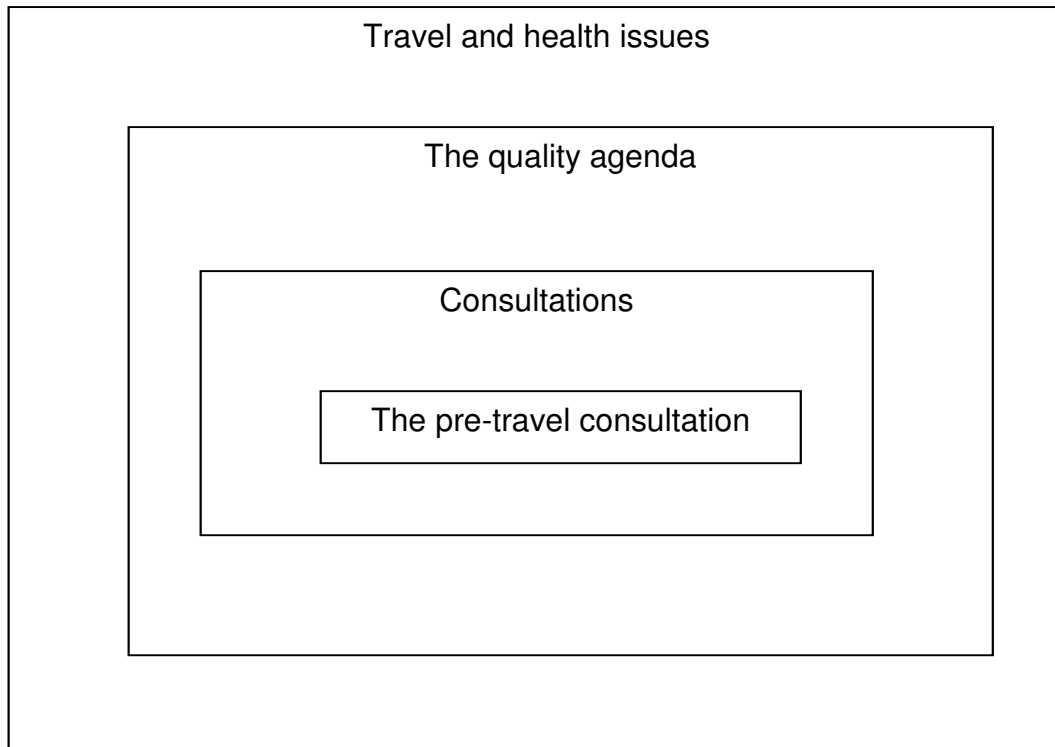 Travel and health issues
The quality agenda
Consultations
The pre-travel consultation